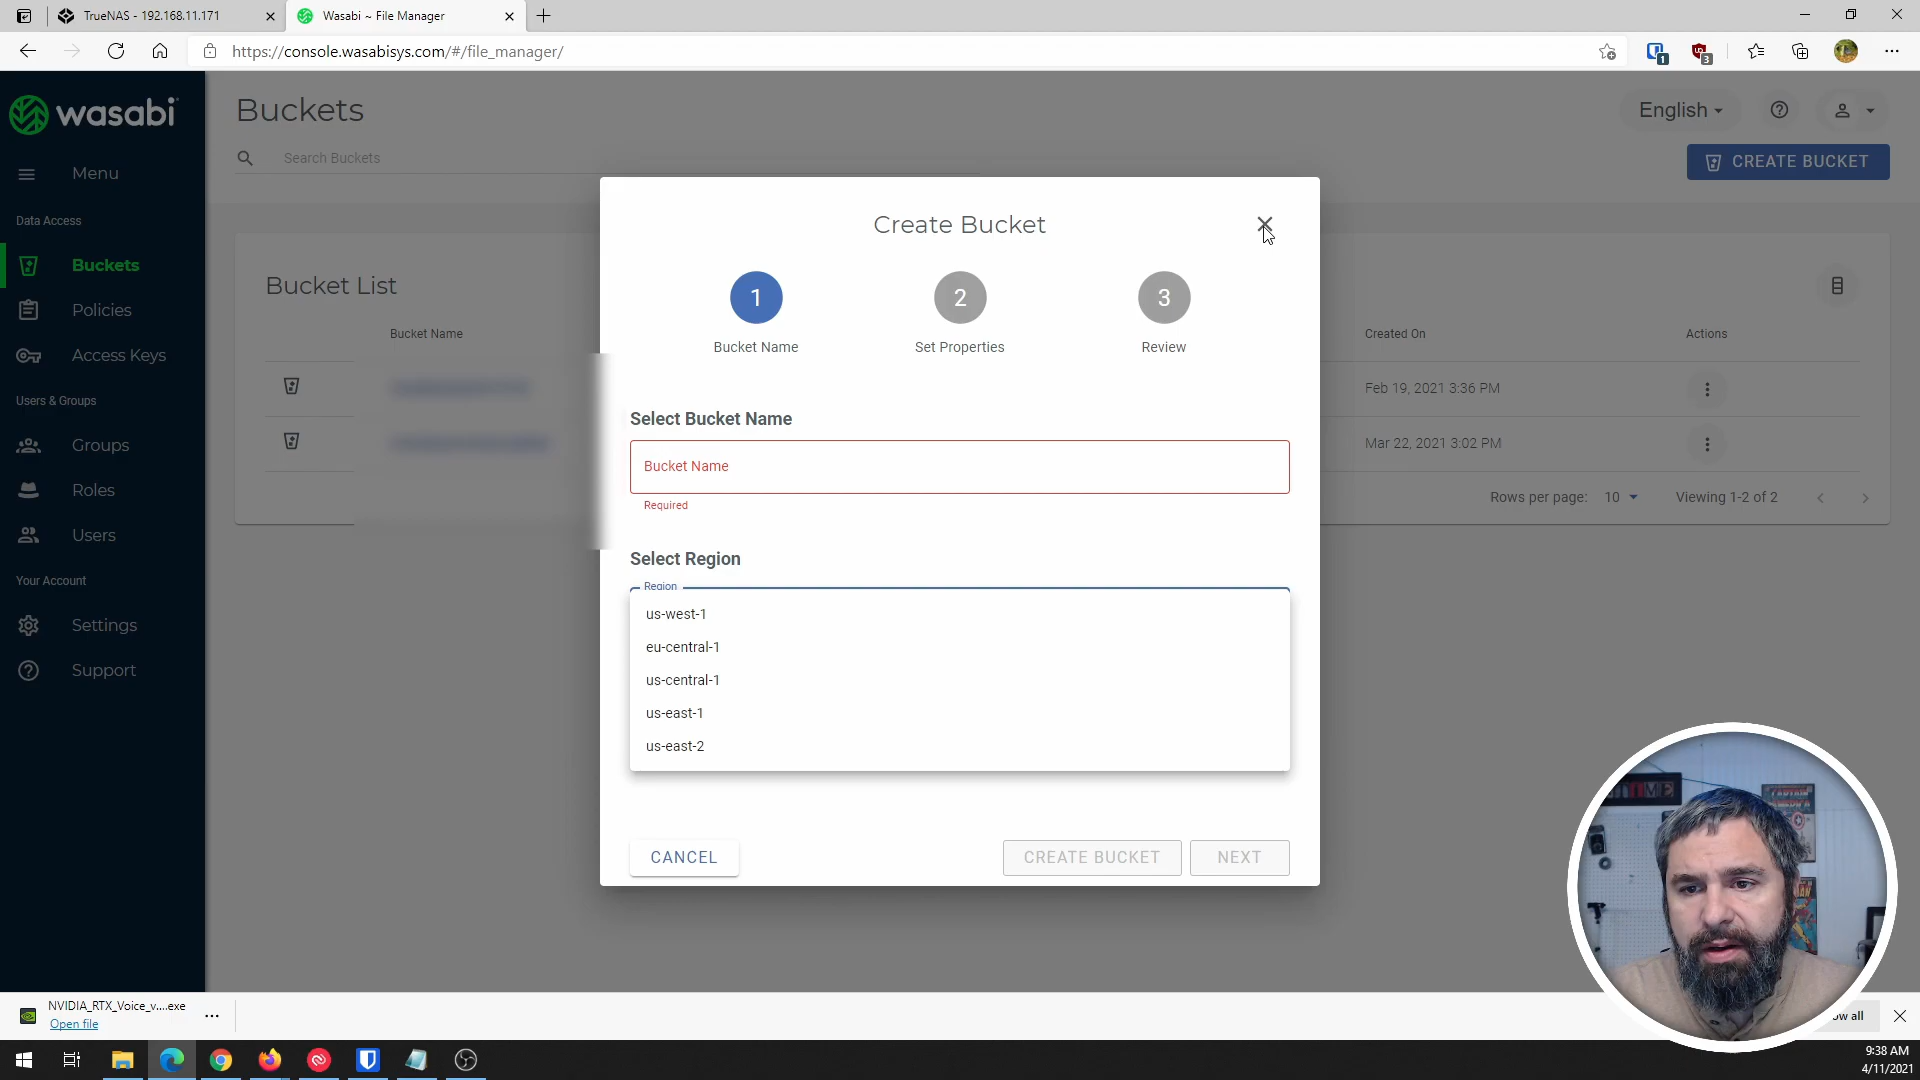 TrueNAS - 192.168.11.171
Wasabi ~ File Manager
https://console.wasabisys.com/#/file_manager/
1
3
wasabi
Menu
Data Access
Buckets
Policies
Access Keys
Users & Groups
Groups
Roles
Users
Your Account
Settings
Support
Buckets
Search Buckets
English
CREATE BUCKET
Bucket List
Bucket Name
Created On
Actions
Feb 19, 2021 3:36 PM
Mar 22, 2021 3:02 PM
Rows per page: 10
Viewing 1-2 of 2
Create Bucket
1
2
3
Bucket Name
Set Properties
Review
Select Bucket Name
Bucket Name
Required
Select Region
Region
us-west-1
eu-central-1
us-central-1
us-east-1
us-east-2
CANCEL
CREATE BUCKET
NEXT
CAPTAIN
NVIDIA_RTX_Voice_v....exe
Open file
all
9:38 AM
4/11/2021